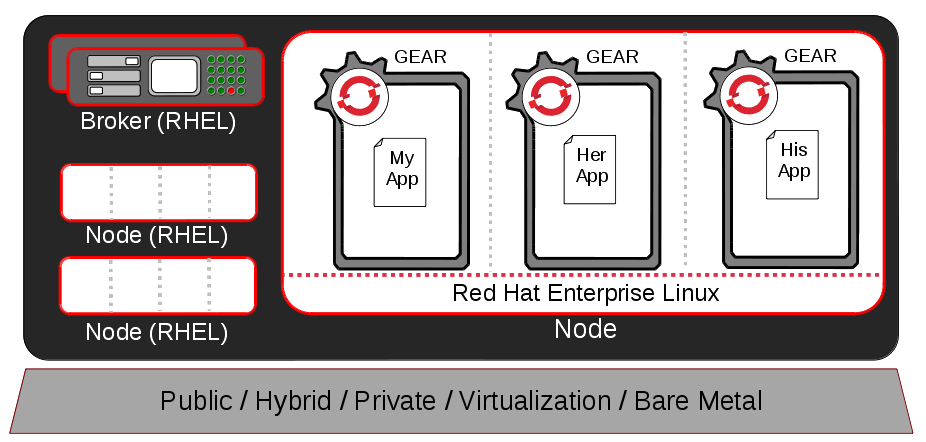 Broker (RHEL)
Node (RHEL)
Node (RHEL)
GEAR
My
App
GEAR
Her
App
GEAR
His
App
Red Hat Enterprise Linux
Node
Public / Hybrid / Private / Virtualization / Bare Metal